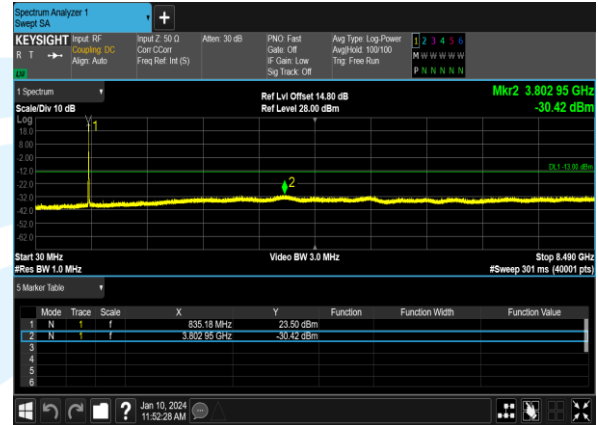 Spectrum Analyzer 1
Swept SA
+
KEYSIGHT Input: RF Input Z: 50 Ω Atten: 30 dB PNO: Fast Avg Type: Log-Power 1 2 3 4 5 6
R T Coupling: DC Corr CCorr Gate: Off Avg|Hold: 100/100 M W W W W W
Align: Auto Freq Ref: Int (S) IF Gain: Low Trig: Free Run P N N N N N
Sig Track: Off
LW
1 Spectrum Ref Lvl Offset 14.80 dB Mkr2 3.802 95 GHz
Scale/Div 10 dB Ref Level 28.00 dBm -30.42 dBm
Log
18.0
8.00
-2.00
-12.0
-22.0
-32.0
-42.0
-52.0
-62.0
1
2
DL1 -13.00 dBm
Start 30 MHz Video BW 3.0 MHz Stop 8.490 GHz
#Res BW 1.0 MHz #Sweep 301 ms (40001 pts)
5 Marker Table
Mode Trace Scale X Y Function Function Width Function Value
1 N 1 f 835.18 MHz 23.50 dBm
2 N 1 f 3.802 95 GHz -30.42 dBm
3
4
5
6
? Jan 10, 2024
11:52:28 AM